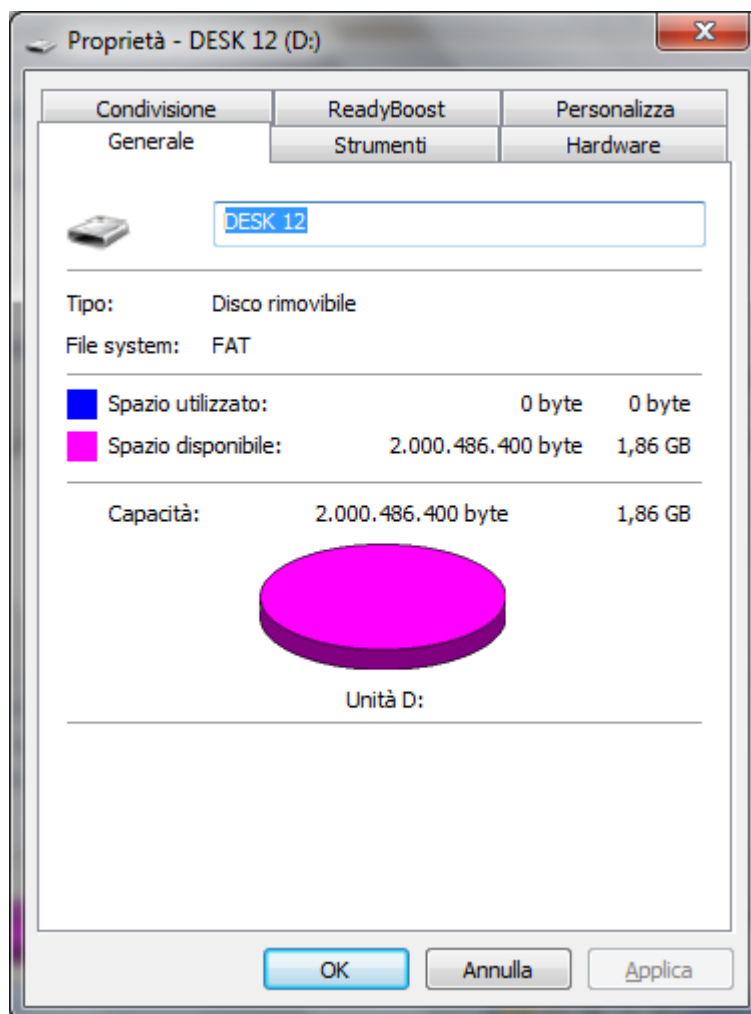 Proprietà - DESK 12 (D:)
Condivisione ReadyBoost Personalizza
Generale Strumenti Hardware
DESK 12
Tipo: Disco rimovibile
File system: FAT
Spazio utilizzato: 0 byte 0 byte
Spazio disponibile: 2.000.486.400 byte 1,86 GB
Capacità: 2.000.486.400 byte 1,86 GB
Unità D:
OK Annulla Applica